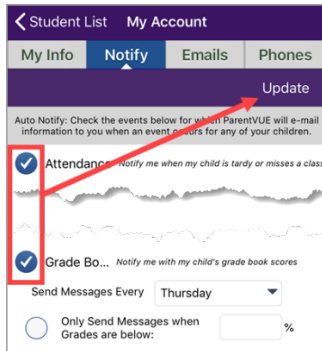 Student List My Account
My Info Notify Emails Phones
Update
Auto Notify: Check the events below for which ParentVUE will e-mail
information to you when an event occurs for any of your children.
Attendance Notify me when my child is tardy or misses a class
Grade Bo... Notify me with my child's grade book scores
Send Messages Every Thursday
Only Send Messages when
Grades are below: %